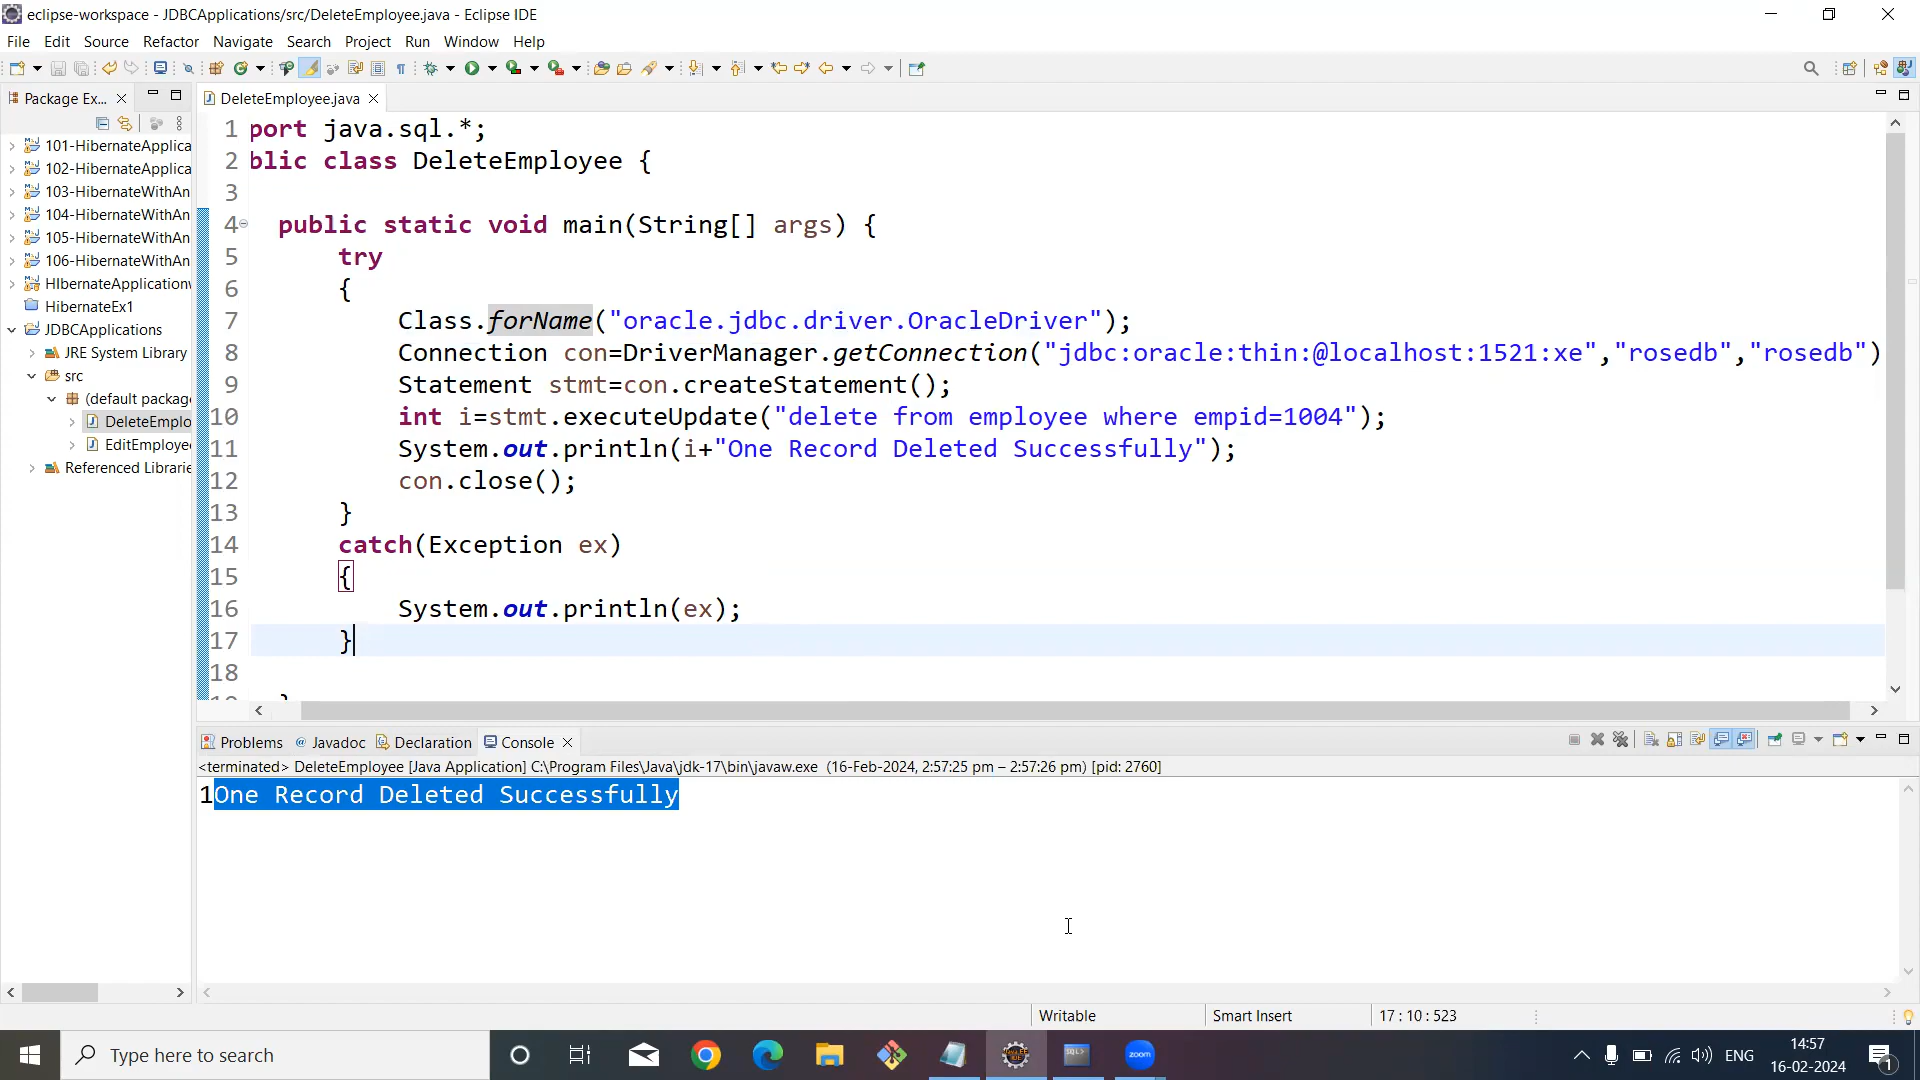 eclipse-workspace - JDBCApplications/src/DeleteEmployee.java - Eclipse IDE
File Edit Source Refactor Navigate Search Project Run Window Help
Package Ex...
101-HibernateApplica
102-HibernateApplica
103-HibernateWithAn
104-HibernateWithAn
105-HibernateWithAn
106-HibernateWithAn
HIbernateApplication
HibernateEx1
JDBCApplications
JRE System Library
src
(default package
DeleteEmplo
EditEmployee
Referenced Librarie
DeleteEmployee.java
1 port java.sql.*;
2 blic class DeleteEmployee {
3
4 public static void main(String[] args) {
5 try
6 {
7 Class.forName("oracle.jdbc.driver.OracleDriver");
8 Connection con=DriverManager.getConnection("jdbc:oracle:thin:@localhost:1521:xe","rosedb","rosedb")
9 Statement stmt=con.createStatement();
10 int i=stmt.executeUpdate("delete from employee where empid=1004");
11 System.out.println(i+"One Record Deleted Successfully");
12 con.close();
13 }
14 catch(Exception ex)
15 {
16 System.out.println(ex);
17 }
18
Problems @ Javadoc Declaration Console
<terminated> DeleteEmployee [Java Application] C:\Program Files\Java\jdk-17\bin\javaw.exe (16-Feb-2024, 2:57:25 pm – 2:57:26 pm) [pid: 2760]
1One Record Deleted Successfully
Writable Smart Insert 17 : 10 : 523
Type here to search
zoom
ENG
14:57
16-02-2024
1